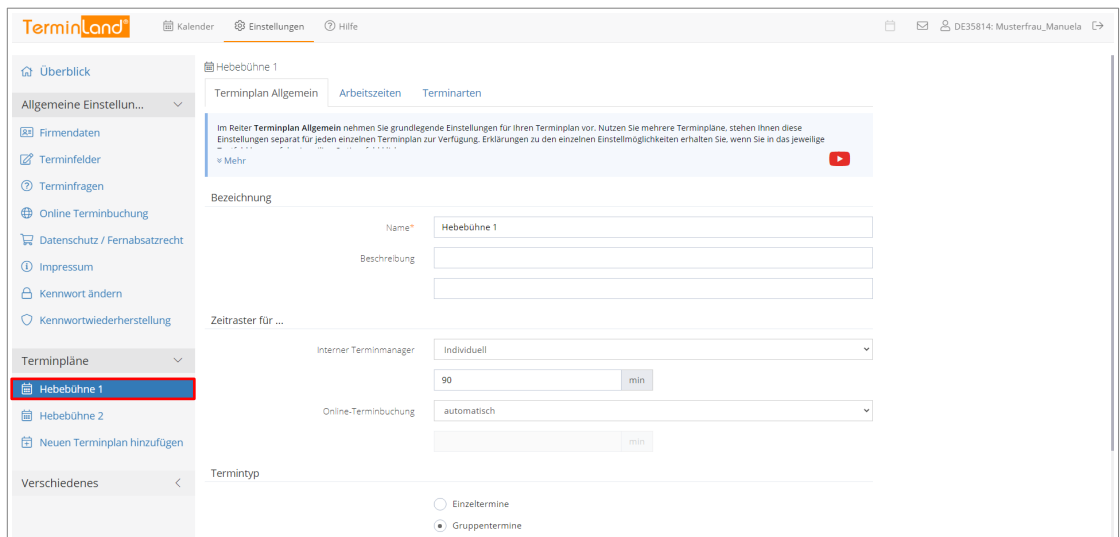 TerminLand®
Kalender
Einstellungen
Hilfe
DE35814: Musterfrau_Manuela
Überblick
Allgemeine Einstellun...
Firmendaten
Terminfelder
Terminfragen
Online Terminbuchung
Datenschutz / Fernabsatzrecht
Impressum
Kennwort ändern
Kennwortwiederherstellung
Terminpläne
Hebebühne 1
Hebebühne 2
Neuen Terminplan hinzufügen
Verschiedenes
Hebebühne 1
Terminplan Allgemein
Arbeitszeiten
Terminarten
Im Reiter Terminplan Allgemein nehmen Sie grundlegende Einstellungen für Ihren Terminplan vor. Nutzen Sie mehrere Terminpläne, stehen Ihnen diese
Einstellungen separat für jeden einzelnen Terminplan zur Verfügung. Erklärungen zu den einzelnen Einstellmöglichkeiten erhalten Sie, wenn Sie in das jeweilige
Mehr
Bezeichnung
Name*
Hebebühne 1
Beschreibung
Zeitraster für ...
Interner Terminmanager
Individuell
90
min
Online-Terminbuchung
automatisch
min
Termintyp
Einzeltermine
Gruppentermine